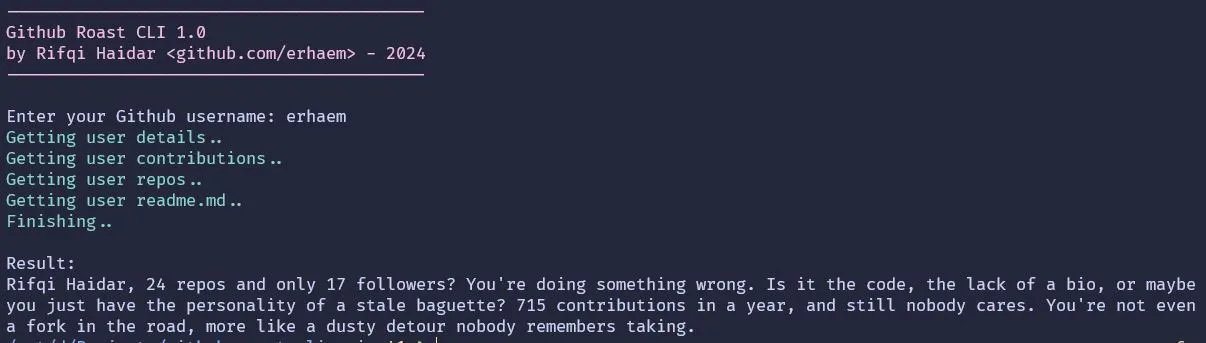 Github Roast CLI 1.0
by Rifqi Haidar <github.com/erhaem> - 2024
Enter your Github username: erhaem
Getting user details..
Getting user contributions..
Getting user repos..
Getting user readme.md..
Finishing..
Result:
Rifqi Haidar, 24 repos and only 17 followers? You're doing something wrong. Is it the code, the lack of a bio, or maybe
you just have the personality of a stale baguette? 715 contributions in a year, and still nobody cares. You're not even
a fork in the road, more like a dusty detour nobody remembers taking.